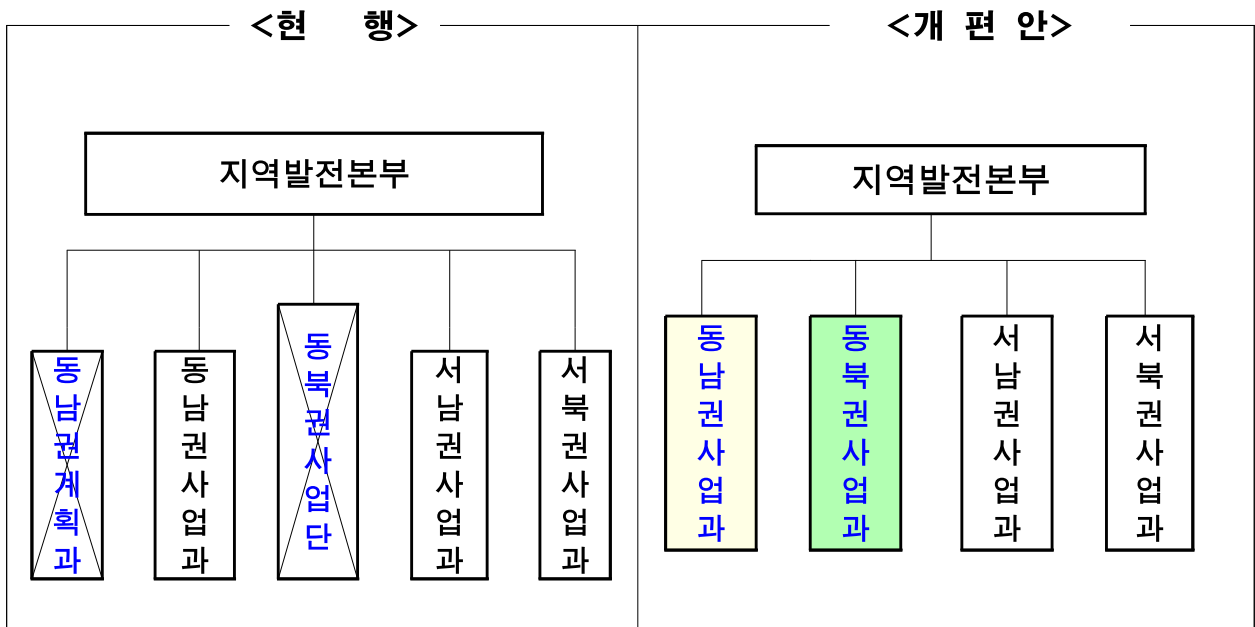 <현 행>
지역발전본부
동남권계획과
동남권사업과
동북권사업단
서남권사업과
서북권사업과
<개 편 안>
지역발전본부
동남권사업과
동북권사업과
서남권사업과
서북권사업과